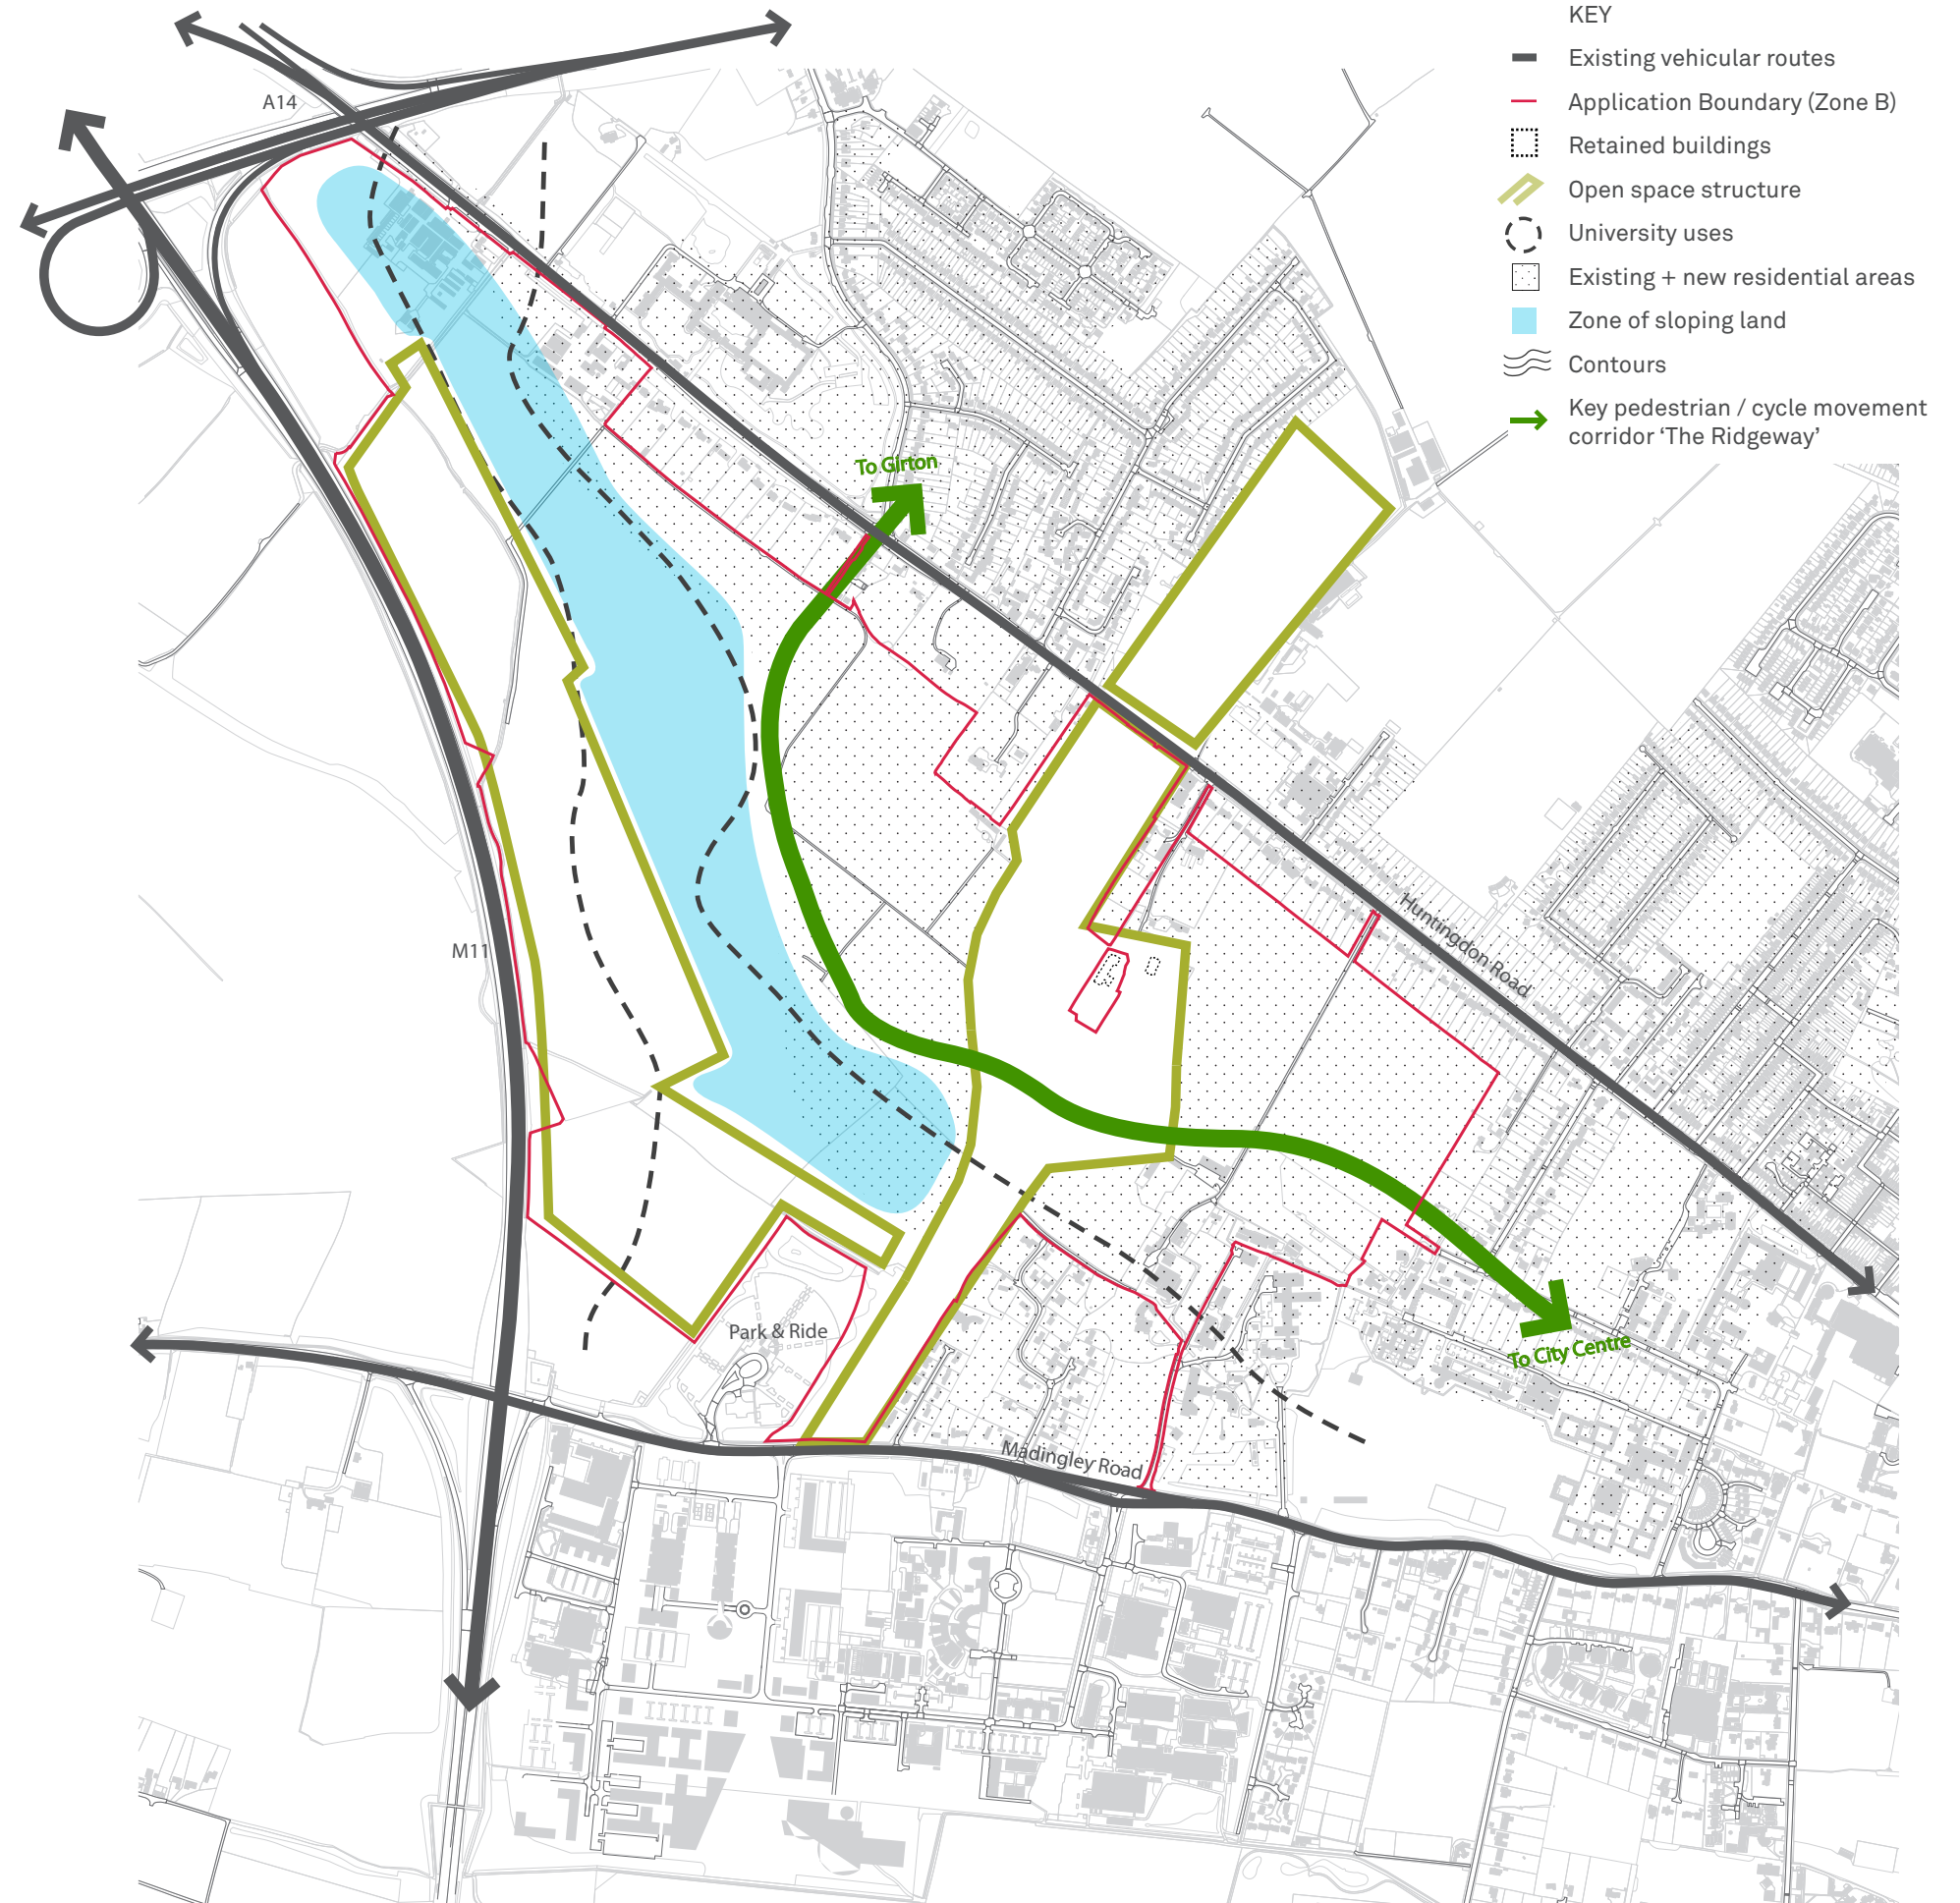 KEY
Existing vehicular routes
Application Boundary (Zone B)
Retained buildings
Open space structure
University uses
Existing + new residential areas
Zone of sloping land
Contours
Key pedestrian / cycle movement
corridor ‘The Ridgeway’
A14
To Girton
M11
Huntingdon Road
Park & Ride
To City Centre
Madingley Road